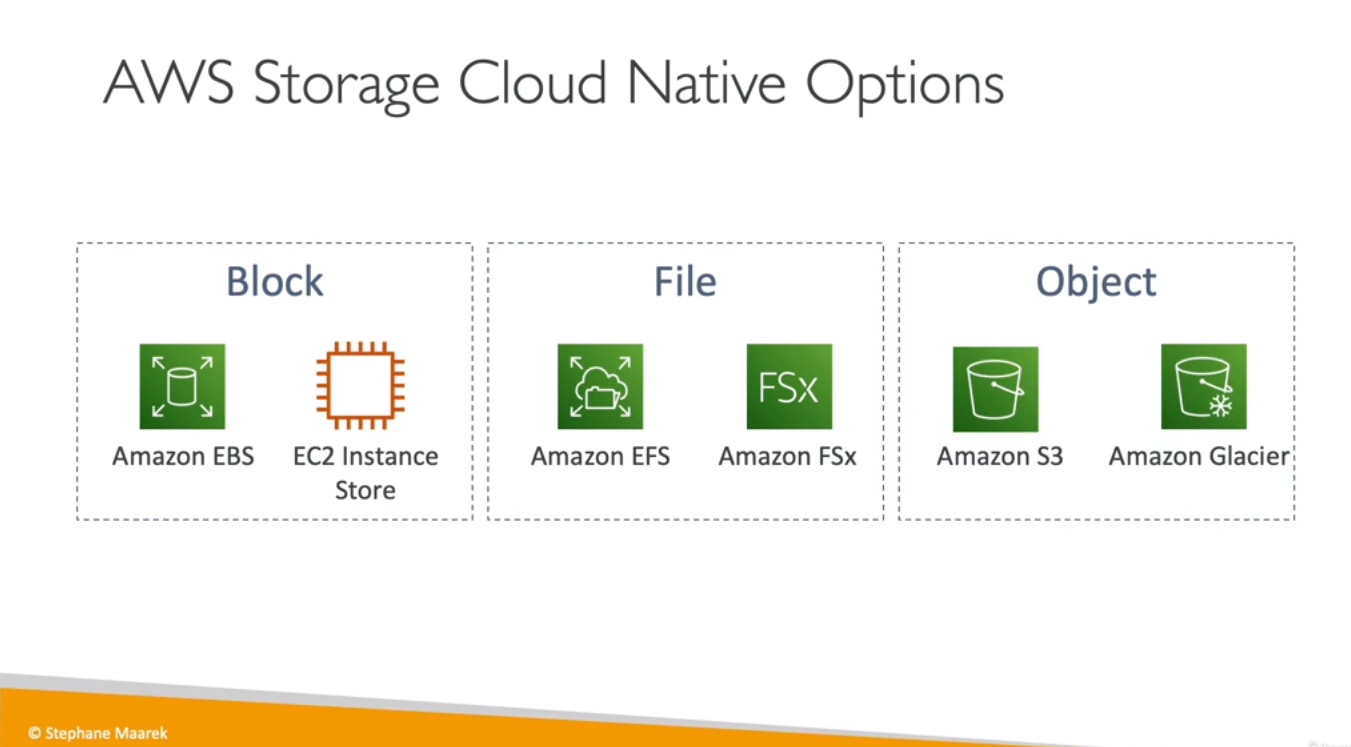 AWS Storage Cloud Native Options
Block
Amazon EBS
EC2 Instance
Store
File
Amazon EFS
FSx
Amazon FSx
Object
Amazon S3
Amazon Glacier
© Stephane Maarek